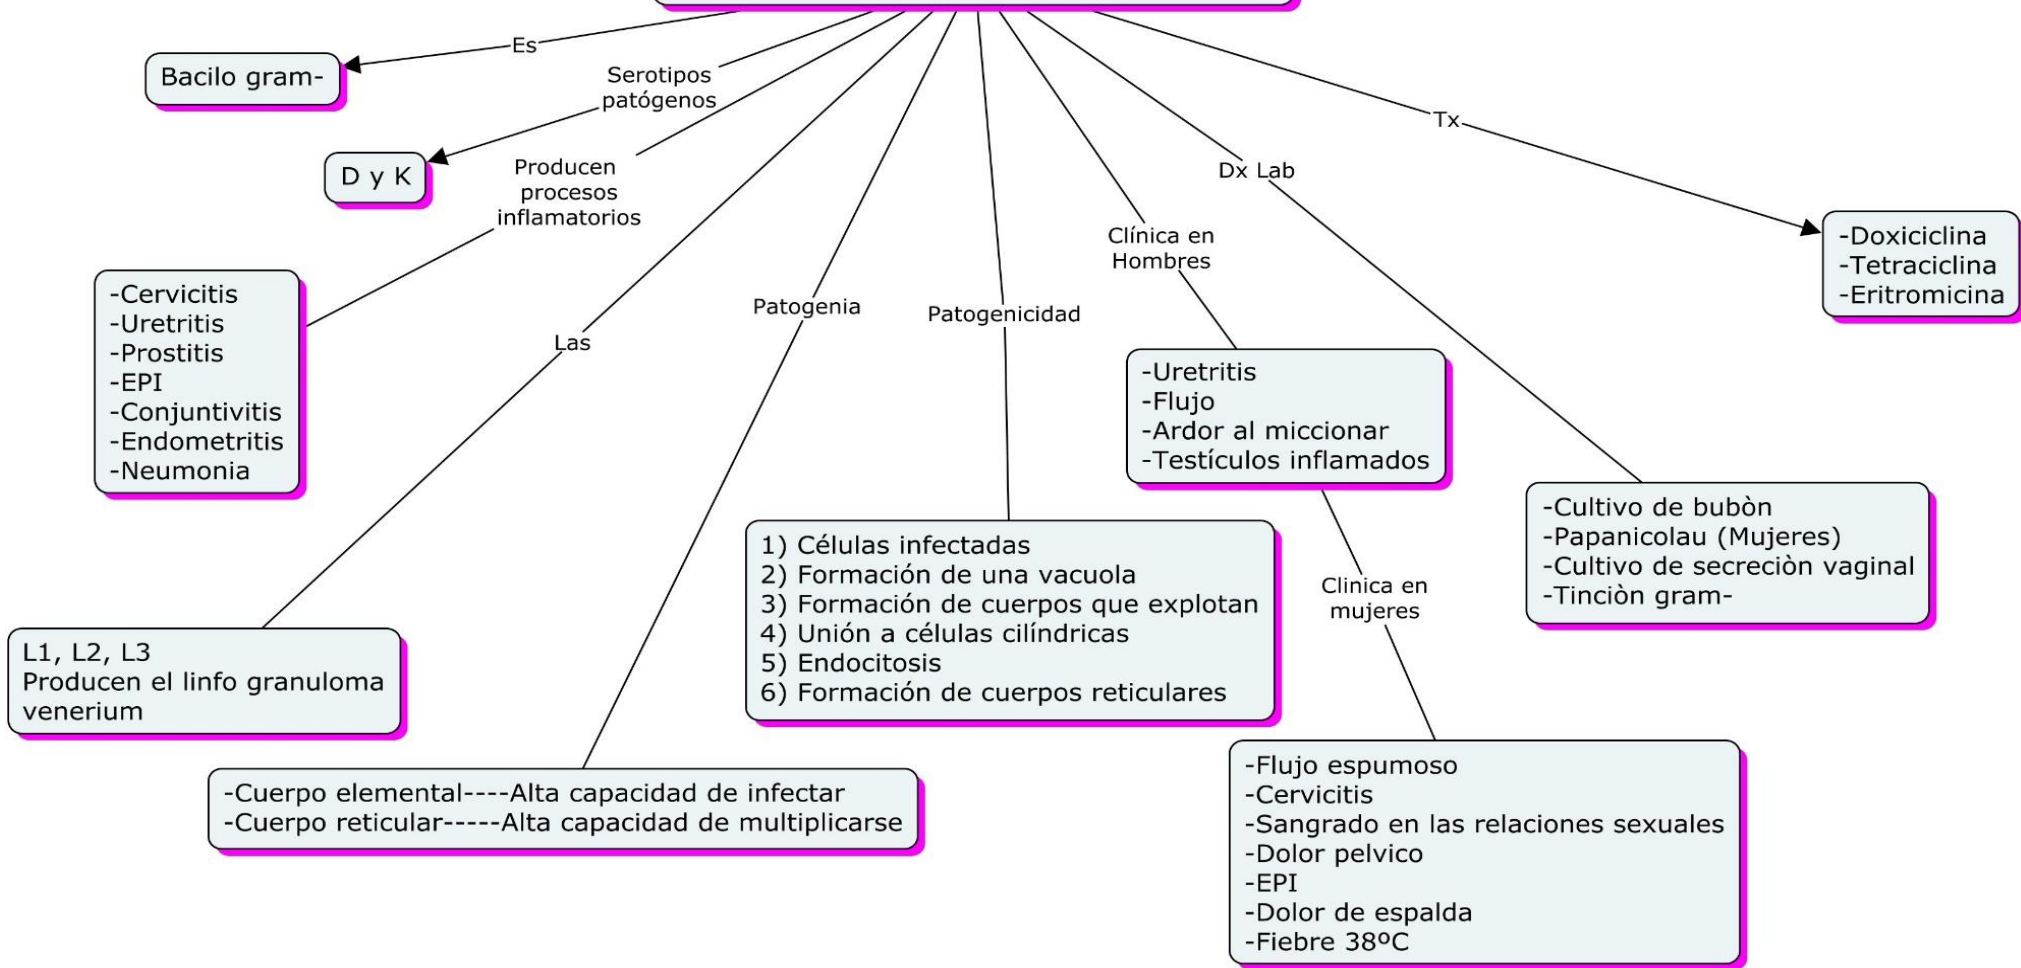 Es
Bacilo gram-
Serotipos
patógenos
D y K
Producen
procesos
inflamatorios
-Cervicitis
-Uretritis
-Prostitis
-EPI
-Conjuntivitis
-Endometritis
-Neumonia
Las
L1, L2, L3
Producen el linfo granuloma
venerium
Patogenia
-Cuerpo elemental----Alta capacidad de infectar
-Cuerpo reticular-----Alta capacidad de multiplicarse
Patogenicidad
1) Células infectadas
2) Formación de una vacuola
3) Formación de cuerpos que explotan
4) Unión a células cilíndricas
5) Endocitosis
6) Formación de cuerpos reticulares
Clínica en
Hombres
-Uretritis
-Flujo
-Ardor al miccionar
-Testículos inflamados
Clinica en
mujeres
-Flujo espumoso
-Cervicitis
-Sangrado en las relaciones sexuales
-Dolor pelvico
-EPI
-Dolor de espalda
-Fiebre 38ºC
Dx Lab
-Cultivo de bubòn
-Papanicolau (Mujeres)
-Cultivo de secreciòn vaginal
-Tinciòn gram-
Tx
-Doxiciclina
-Tetraciclina
-Eritromicina